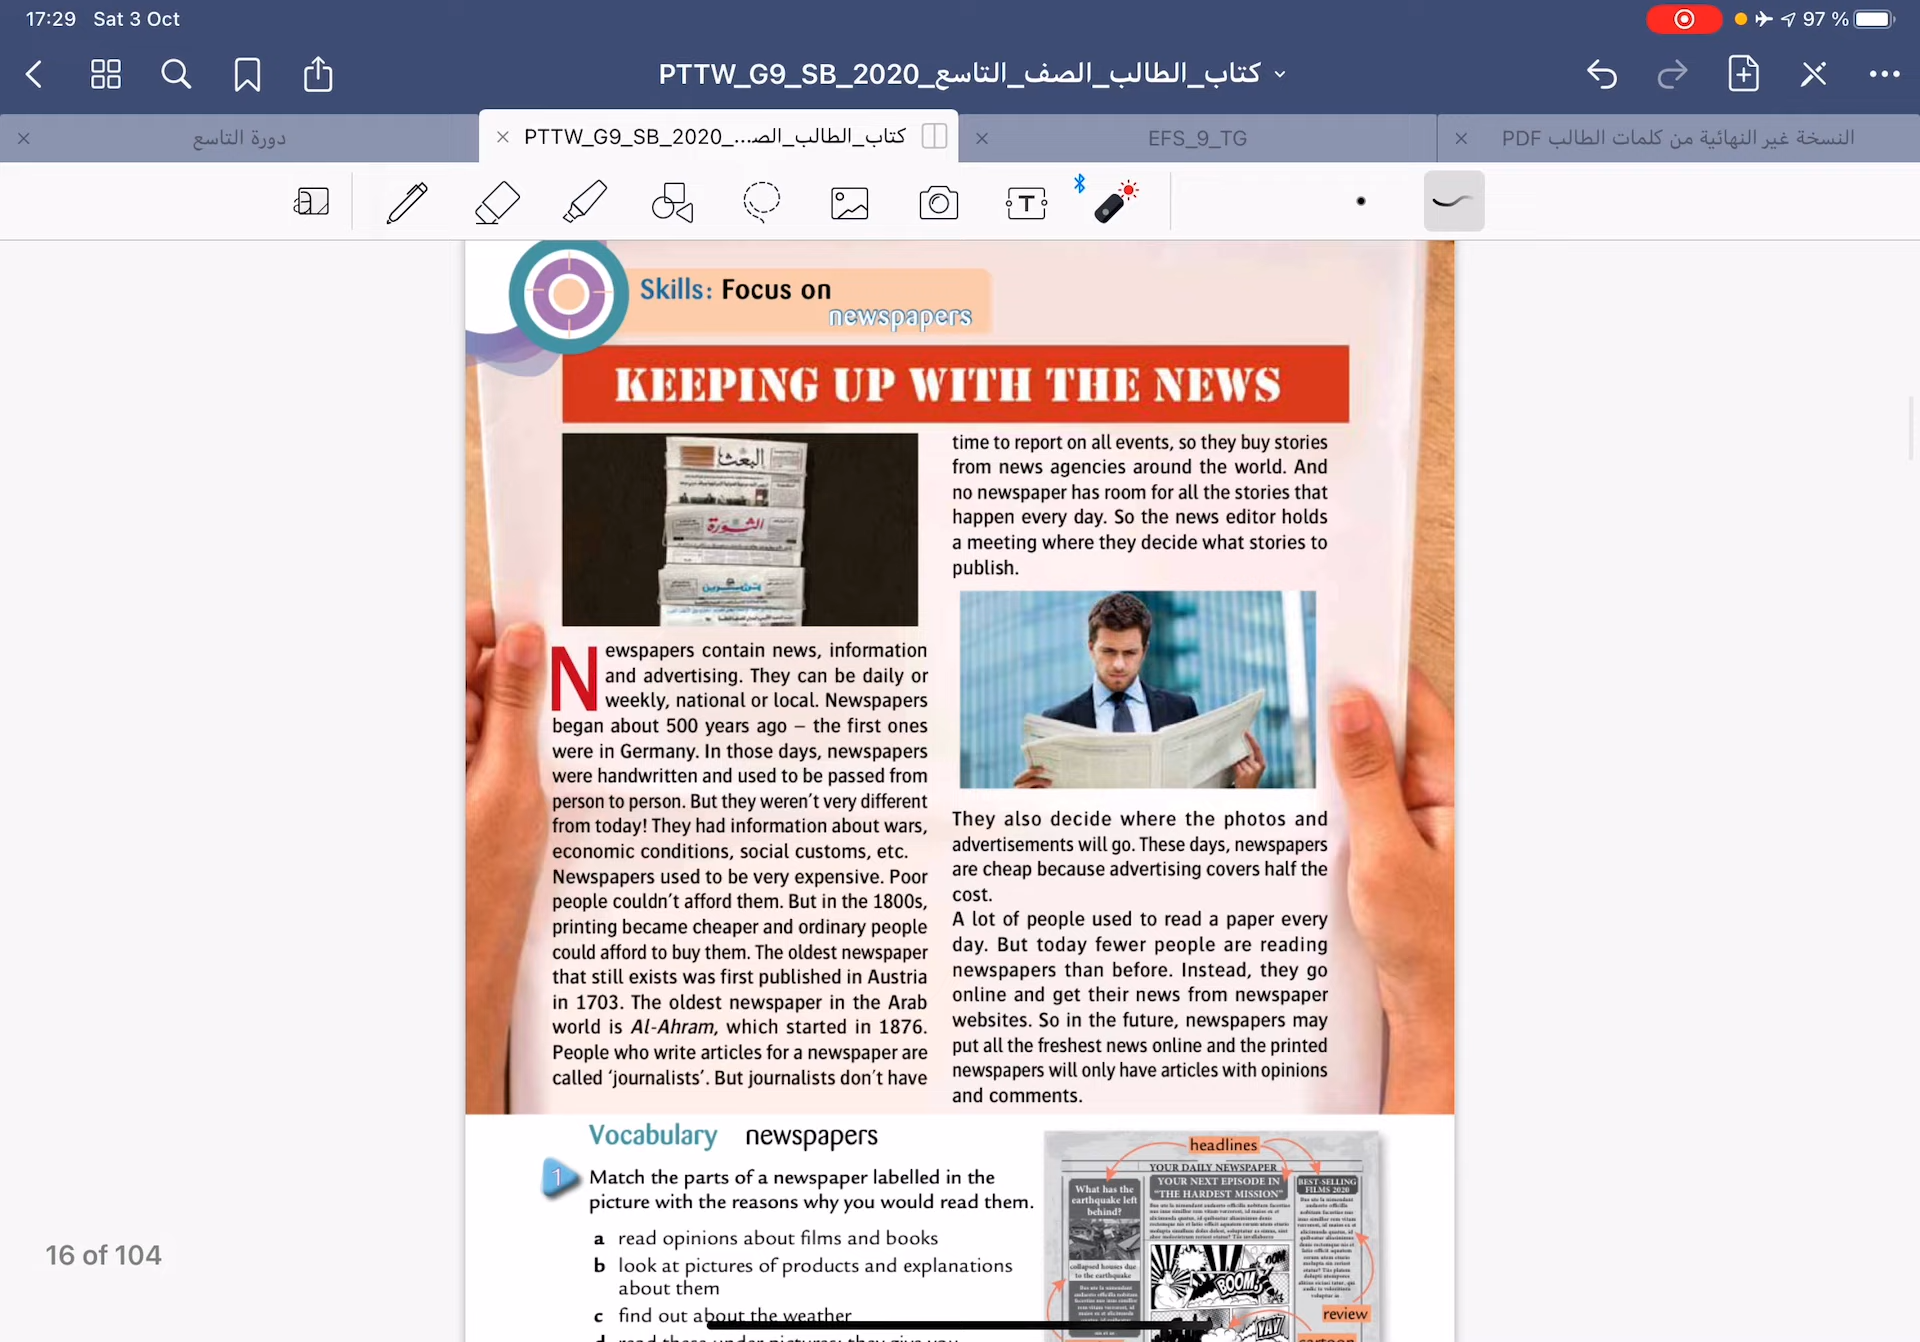 17:29 Sat 3 Oct
97 %
PTTW_G9_SB_2020_كتاب_الطالب_الصف_التاسع
دورة التاسع
PTTW_G9_SB_2020_...كتاب_الطالب_الصـ
EFS_9_TG
النسخة غير النهائية من كلمات الطالب PDF
Skills: Focus on
newspapers
KEEPING UP WITH THE NEWS
البعث
الثورة
تشرين
Newspapers contain news, information
and advertising. They can be daily or
weekly, national or local. Newspapers
began about 500 years ago – the first ones
were in Germany. In those days, newspapers
were handwritten and used to be passed from
person to person. But they weren't very different
from today! They had information about wars,
economic conditions, social customs, etc.
Newspapers used to be very expensive. Poor
people couldn't afford them. But in the 1800s,
printing became cheaper and ordinary people
could afford to buy them. The oldest newspaper
that still exists was first published in Austria
in 1703. The oldest newspaper in the Arab
world is Al-Ahram, which started in 1876.
People who write articles for a newspaper are
called 'journalists'. But journalists don't have
time to report on all events, so they buy stories
from news agencies around the world. And
no newspaper has room for all the stories that
happen every day. So the news editor holds
a meeting where they decide what stories to
publish.
They also decide where the photos and
advertisements will go. These days, newspapers
are cheap because advertising covers half the
cost.
A lot of people used to read a paper every
day. But today fewer people are reading
newspapers than before. Instead, they go
online and get their news from newspaper
websites. So in the future, newspapers may
put all the freshest news online and the printed
newspapers will only have articles with opinions
and comments.
Vocabulary newspapers
1 Match the parts of a newspaper labelled in the
picture with the reasons why you would read them.
a read opinions about films and books
b look at pictures of products and explanations
about them
c find out about the weather
headlines
YOUR DAILY NEWSPAPER
What has the
earthquake left
behind?
YOUR NEXT EPISODE IN
"THE HARDEST MISSION"
BEST-SELLING
FILMS 2020
collapsed houses due
to the earthquake
BOOM!
review
cartoon
16 of 104